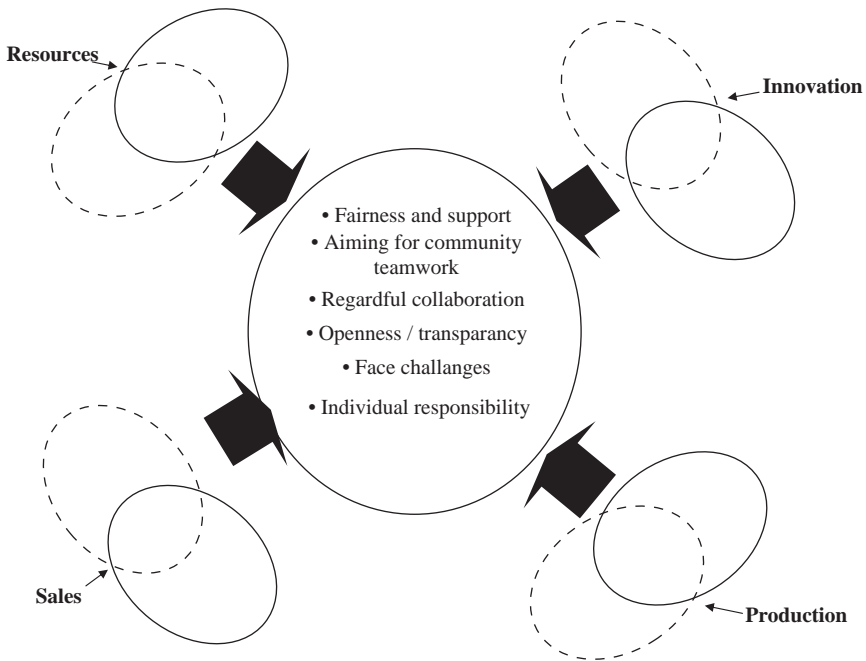 Resources
Innovation
• Fairness and support
• Aiming for community
teamwork
• Regardful collaboration
• Openness / transparancy
• Face challanges
• Individual responsibility
Sales
Production